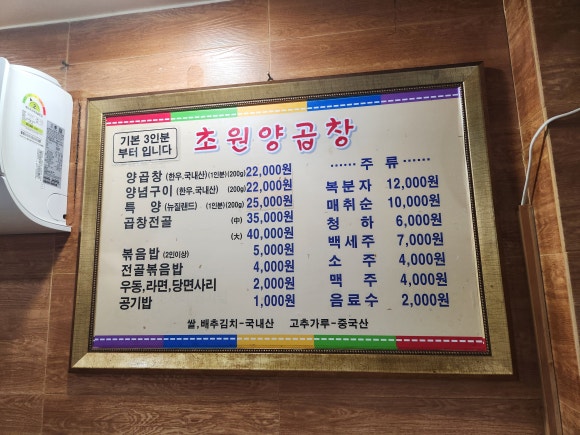 기본 3인분
부터 입니다
초원양곱창
양곱창 (한우,국내산)(1인분)(200g) 22,000원
양념구이 (한우,국내산) (200g) 22,000원
특 양 (뉴질랜드) (1인분)(200g) 25,000원
곱창전골 (中) 35,000원
(大) 40,000원
볶음밥 (2인이상) 5,000원
전골볶음밥 4,000원
우동,라면,당면사리 2,000원
공기밥 1,000원
······ 주 류 ······
복분자 12,000원
매취순 10,000원
청 하 6,000원
백세주 7,000원
소 주 4,000원
맥 주 4,000원
음료수 2,000원
쌀,배추김치-국내산 고추가루-중국산